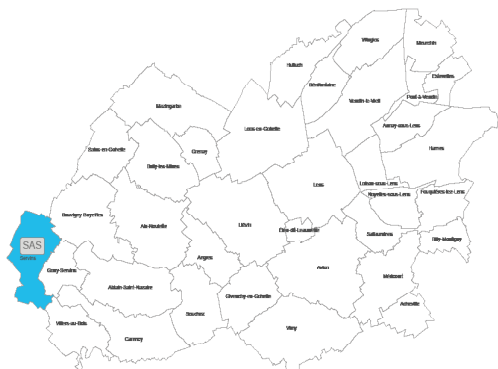 Wingles
Meurchin
Hulluch
Bénifontaine
Estevelles
Vendin-le-Vieil
Pont-à-Vendin
Mazingarbe
Loos-en-Gohelle
Annay-sous-Lens
Sains-en-Gohelle
Grenay
Harnes
Bully-les-Mines
Lens
Loison-sous-Lens
Noyelles-sous-Lens
Fouquières-lez-Lens
Bouvigny-Boyeffles
Aix-Noulette
Liévin
Eleu-dit-Leauwette
Sallaumines
Billy-Montigny
SAS
Servins
Angres
Gouy-Servins
Avion
Méricourt
Ablain-Saint-Nazaire
Givenchy-en-Gohelle
Acheville
Souchez
Villers-au-Bois
Vimy
Carency